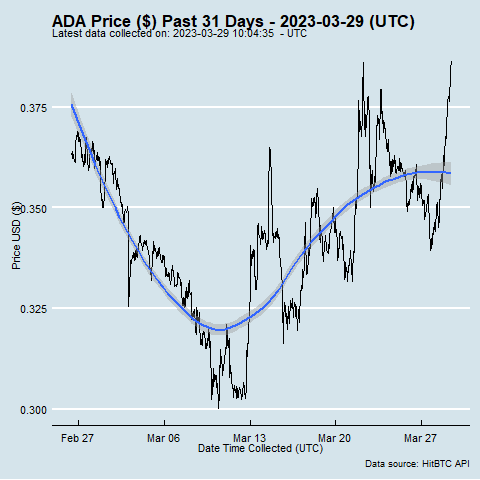 ADA Price ($) Past 31 Days - 2023-03-29 (UTC)
Latest data collected on: 2023-03-29 10:04:35 - UTC
0.375
0.350
0.325
0.300
Price USD ($)
Feb 27 Mar 06 Mar 13 Mar 20 Mar 27
Date Time Collected (UTC)
Data source: HitBTC API